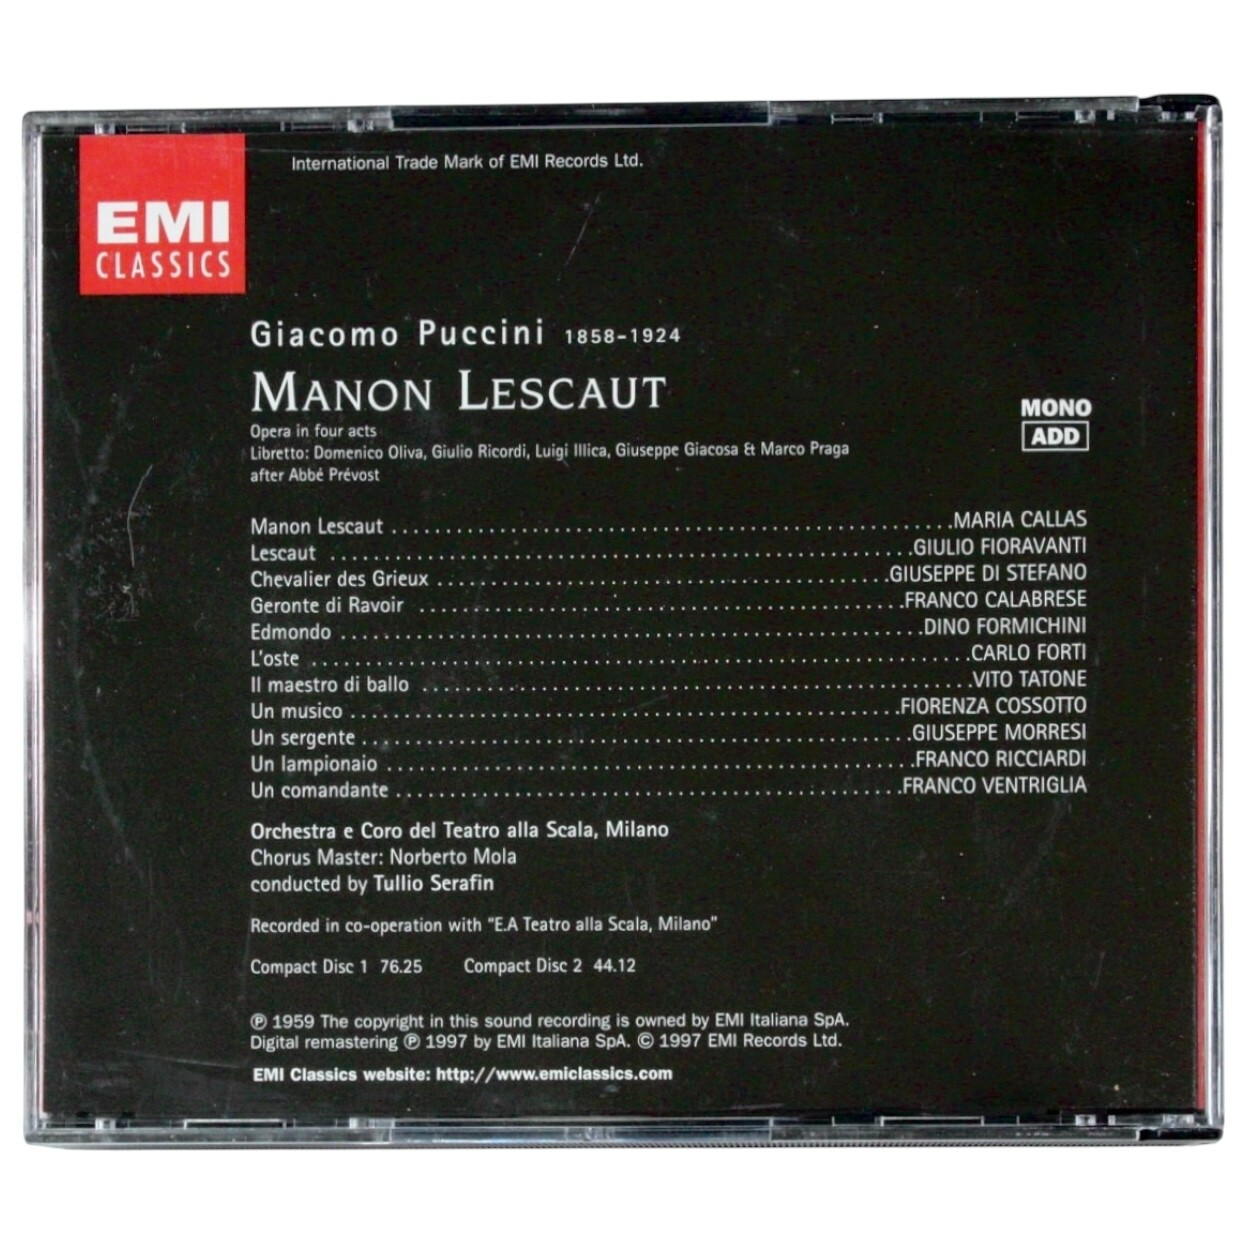 International Trade Mark of EMI Records Ltd.
EMI
CLASSICS
Giacomo Puccini 1858-1924
MANON LESCAUT
Opera in four acts
Libretto: Domenico Oliva, Giulio Ricordi, Luigi Illica, Giuseppe Giacosa & Marco Praga
after Abbé Prévost
MONO
ADD
Manon Lescaut ... MARIA CALLAS
Lescaut ... GIULIO FIORAVANTI
Chevalier des Grieux ... GIUSEPPE DI STEFANO
Geronte di Ravoir ... FRANCO CALABRESE
Edmondo ... DINO FORMICHINI
L'oste ... CARLO FORTI
Il maestro di ballo ... VITO TATONE
Un musico ... FIORENZA COSSOTTO
Un sergente ... GIUSEPPE MORRESI
Un lampionaio ... FRANCO RICCIARDI
Un comandante ... FRANCO VENTRIGLIA
Orchestra e Coro del Teatro alla Scala, Milano
Chorus Master: Norberto Mola
conducted by Tullio Serafin
Recorded in co-operation with "E.A Teatro alla Scala, Milano"
Compact Disc 1 76.25 Compact Disc 2 44.12
℗ 1959 The copyright in this sound recording is owned by EMI Italiana SpA.
Digital remastering ℗ 1997 by EMI Italiana SpA. © 1997 EMI Records Ltd.
EMI Classics website: http://www.emiclassics.com